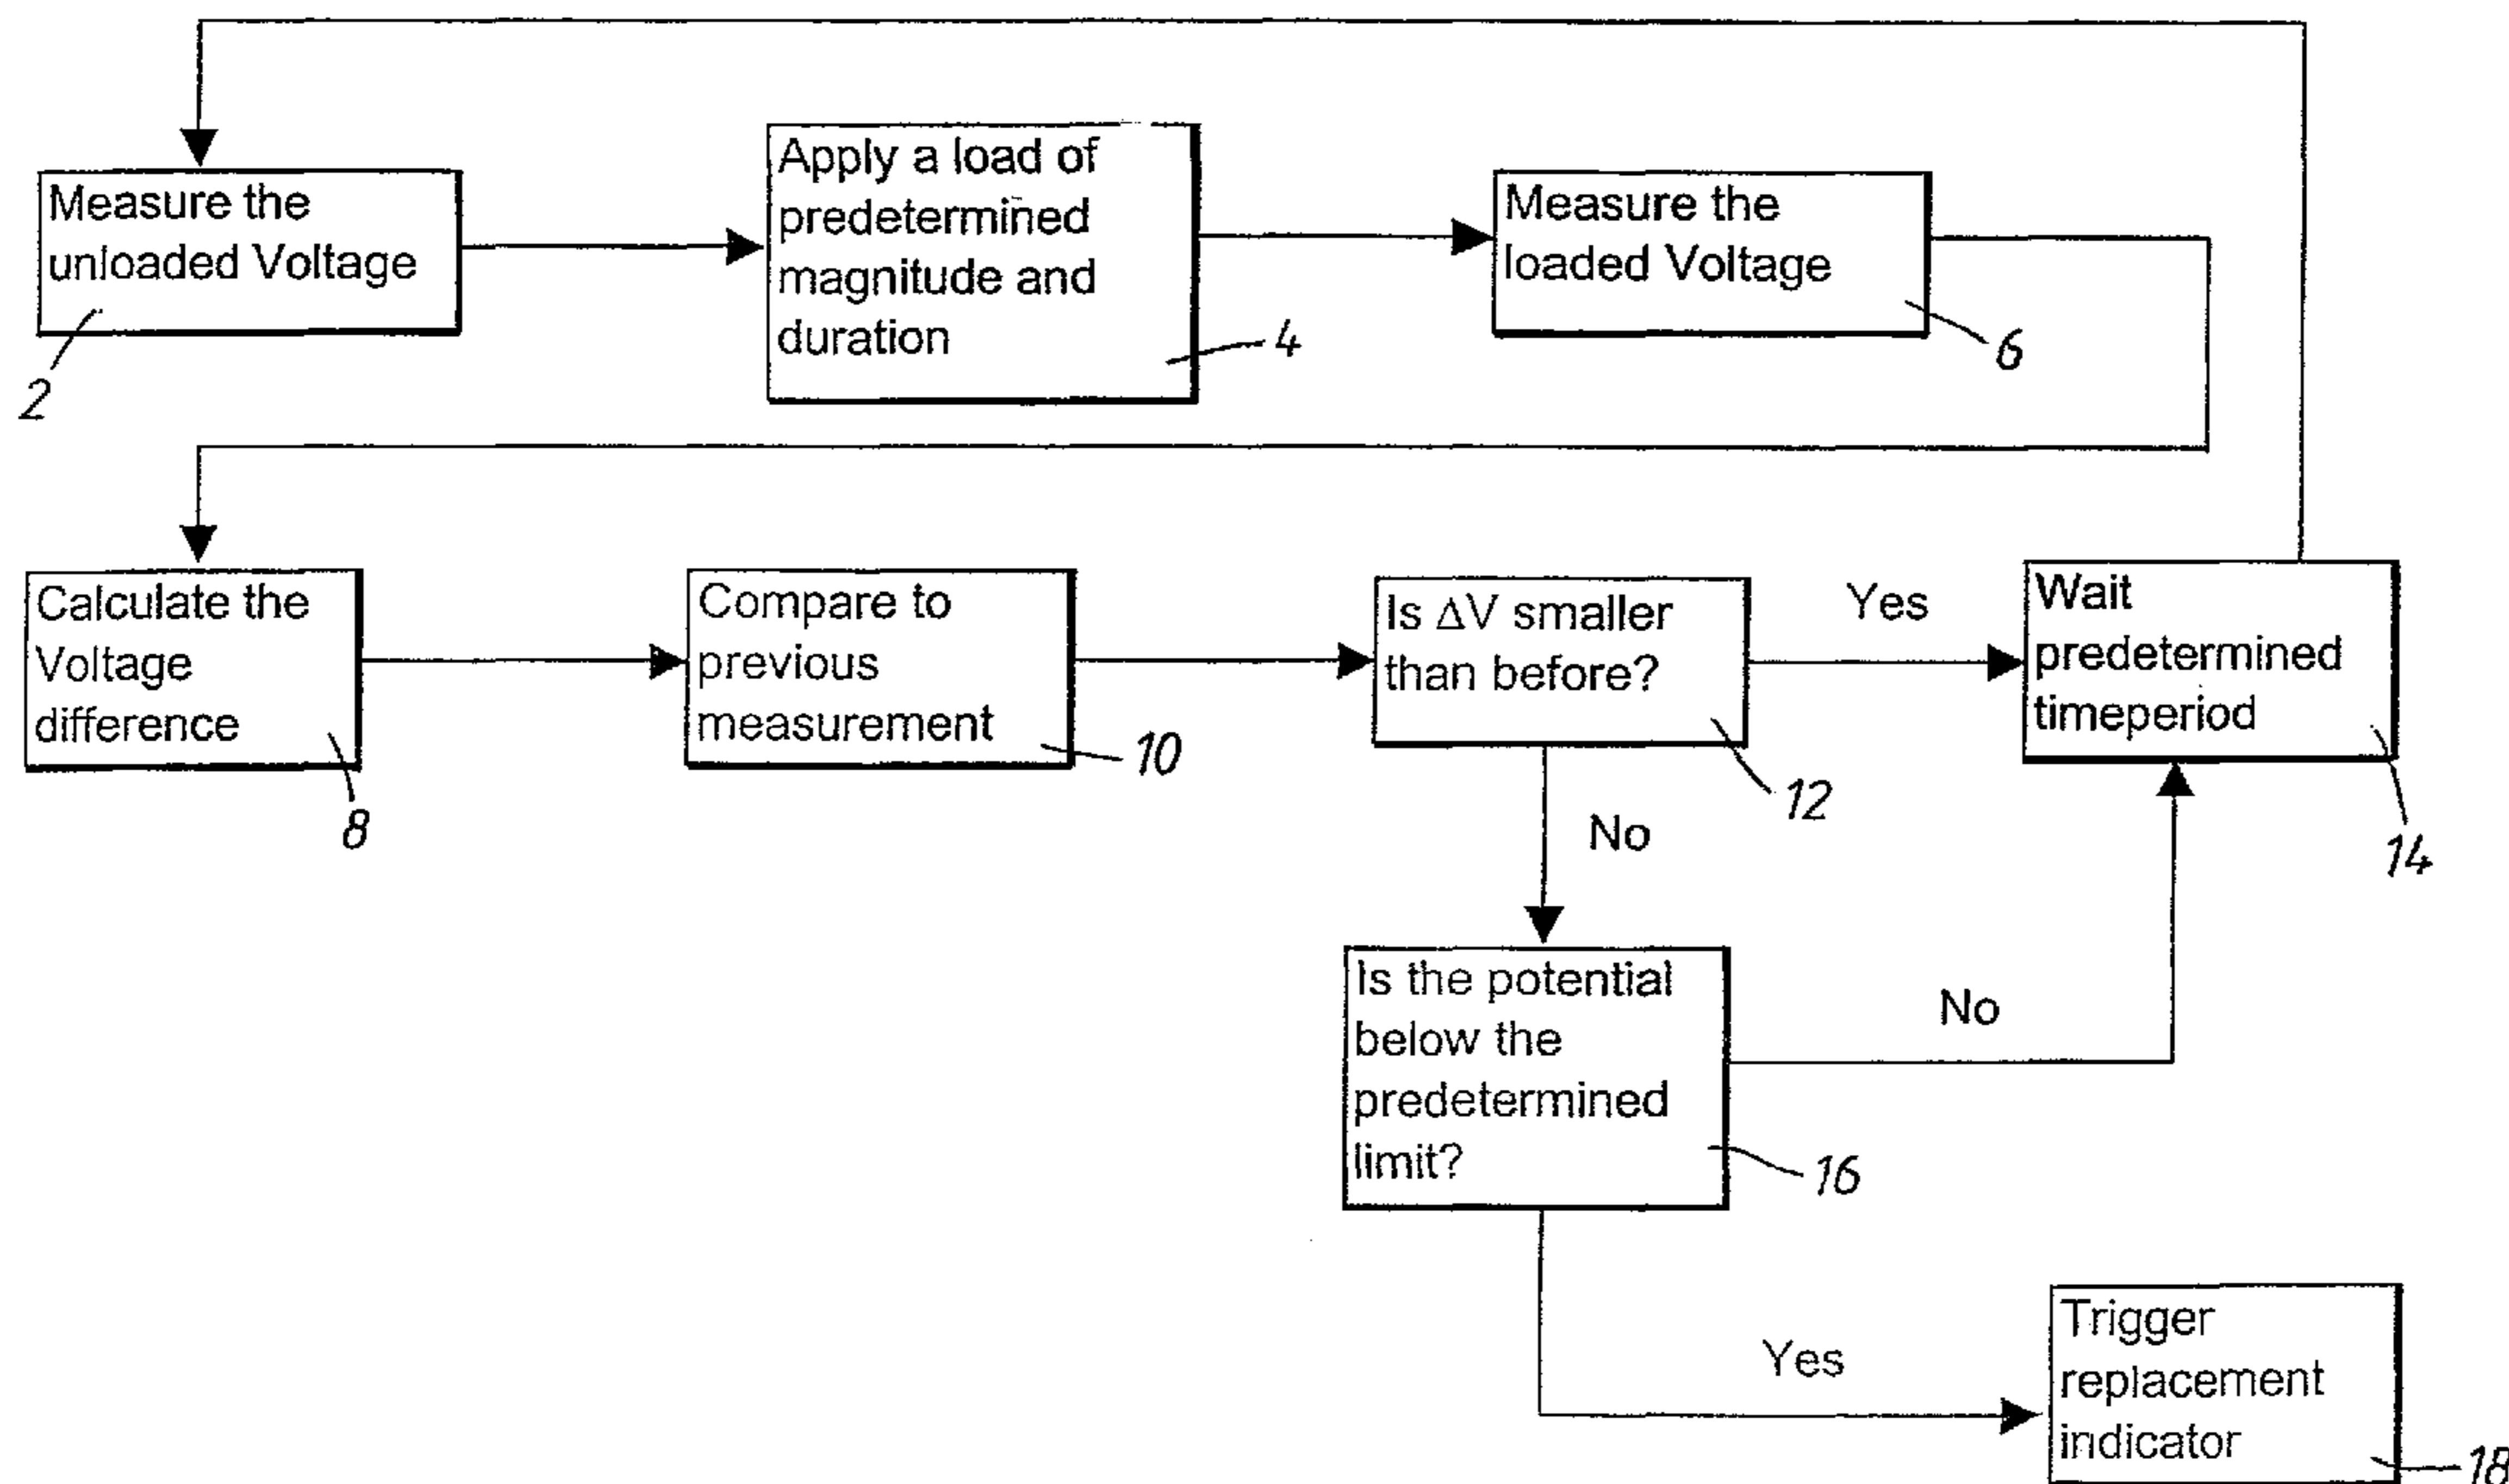 Measure the
unloaded Voltage
2
Apply a load of
predetermined
magnitude and
duration
4
Measure the
loaded Voltage
6
Calculate the
Voltage
difference
8
Compare to
previous
measurement
10
Is ΔV smaller
than before?
12
Yes
Wait
predetermined
timeperiod
14
No
Is the potential
below the
predetermined
limit?
16
No
Yes
Trigger
replacement
indicator
18